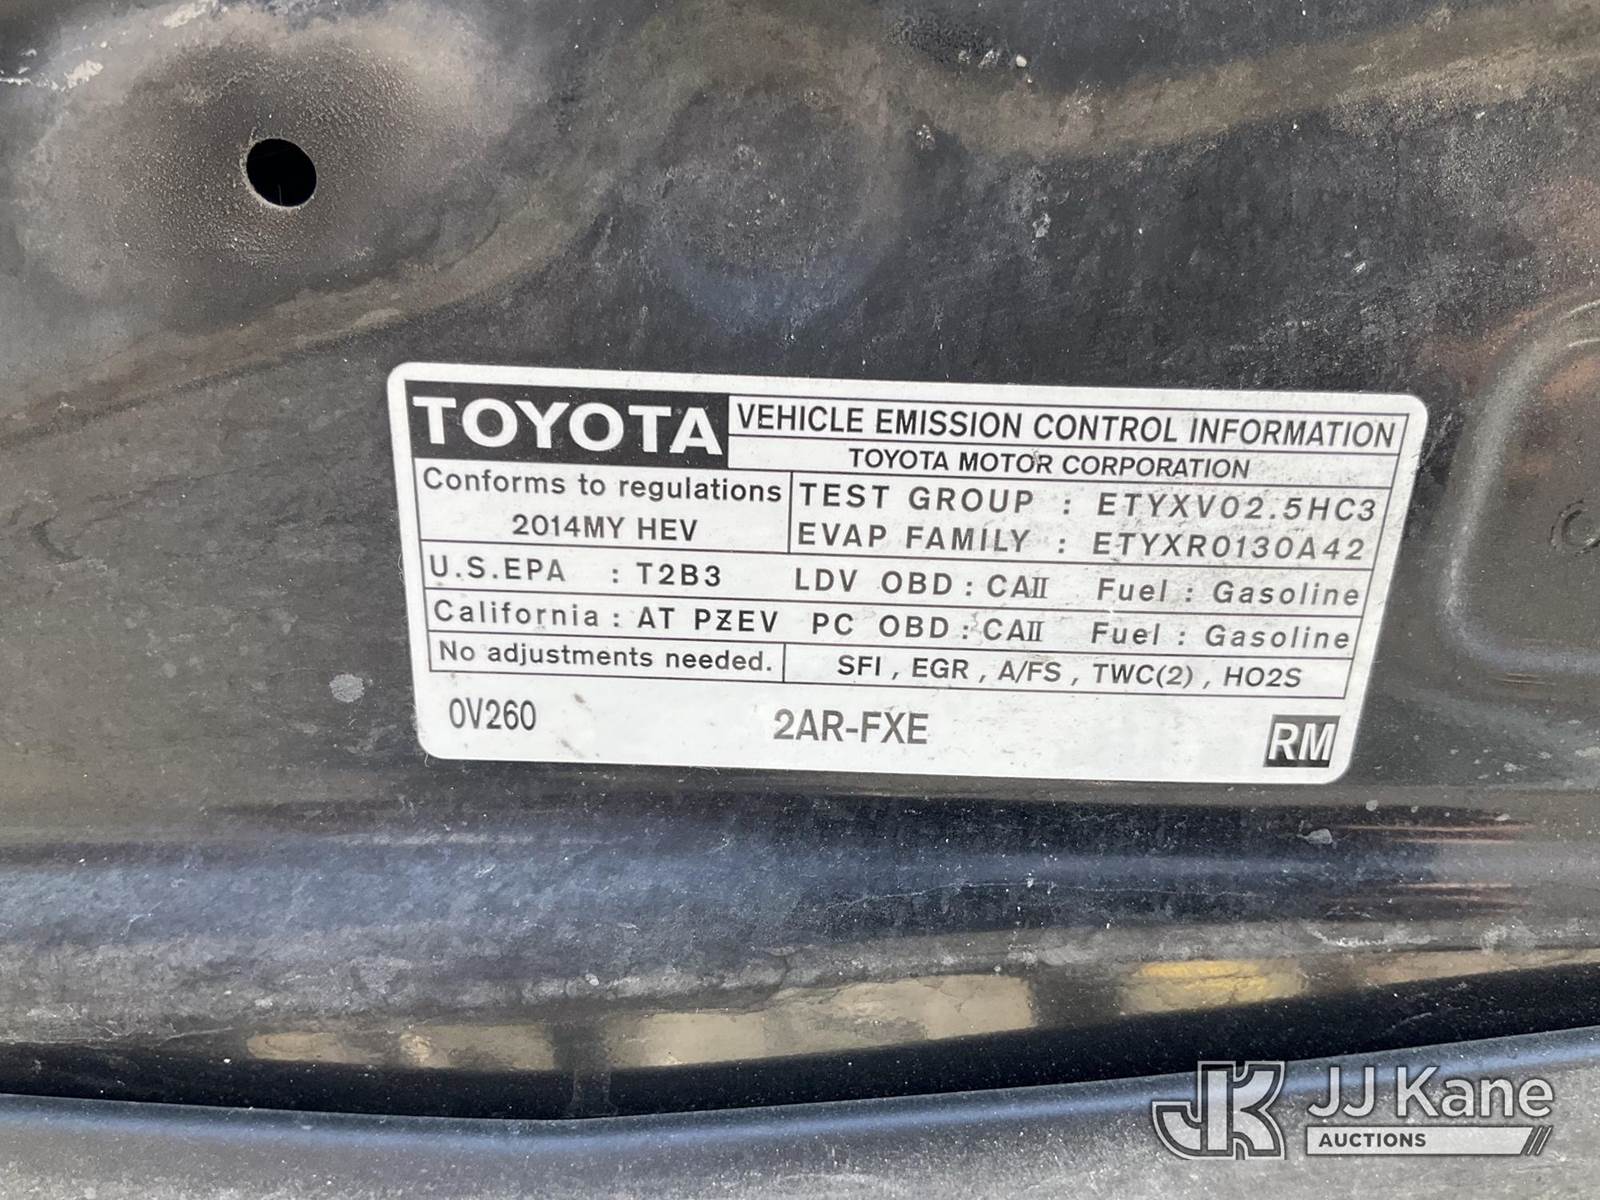 TOYOTA VEHICLE EMISSION CONTROL INFORMATION
TOYOTA MOTOR CORPORATION
Conforms to regulations
2014MY HEV
TEST GROUP : ETYXV02.5HC3
EVAP FAMILY : ETYXR0130A42
U.S.EPA : T2B3 LDV OBD : CAII Fuel : Gasoline
California : AT PZEV PC OBD : CAII Fuel : Gasoline
No adjustments needed. SFI , EGR , A/FS , TWC(2) , HO2S
0V260 2AR-FXE RM
JK JJ Kane
AUCTIONS